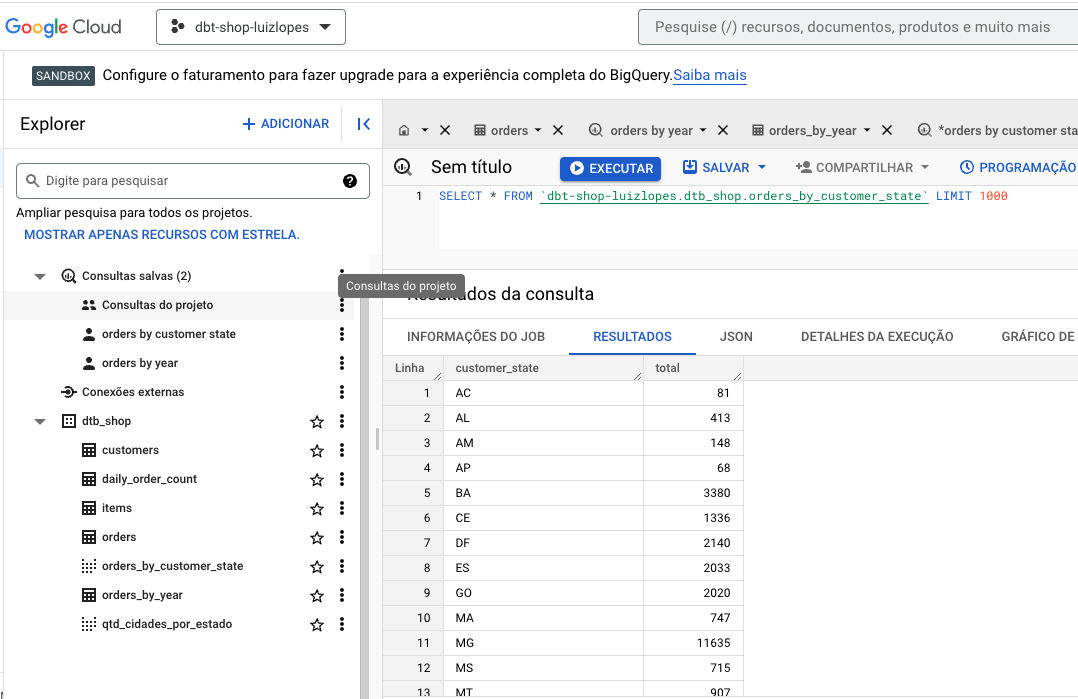 Google Cloud
dbt-shop-luizlopes
Pesquise (/) recursos, documentos, produtos e muito mais
SANDBOX Configure o faturamento para fazer upgrade para a experiência completa do BigQuery.Saiba mais
Explorer
+ ADICIONAR
orders
orders by year
orders_by_year
*orders by customer sta
Digite para pesquisar
Ampliar pesquisa para todos os projetos.
MOSTRAR APENAS RECURSOS COM ESTRELA.
Consultas salvas (2)
Consultas do projeto
orders by customer state
orders by year
Conexões externas
dtb_shop
customers
daily_order_count
items
orders
orders_by_customer_state
orders_by_year
qtd_cidades_por_estado
Sem título
EXECUTAR
SALVAR
COMPARTILHAR
PROGRAMAÇÃO
1 SELECT * FROM `dbt-shop-luizlopes.dtb_shop.orders_by_customer_state` LIMIT 1000
Consultas do projeto
Resultados da consulta
INFORMAÇÕES DO JOB RESULTADOS JSON DETALHES DA EXECUÇÃO GRÁFICO DE
Linha customer_state total
1 AC 81
2 AL 413
3 AM 148
4 AP 68
5 BA 3380
6 CE 1336
7 DF 2140
8 ES 2033
9 GO 2020
10 MA 747
11 MG 11635
12 MS 715
13 MT 907